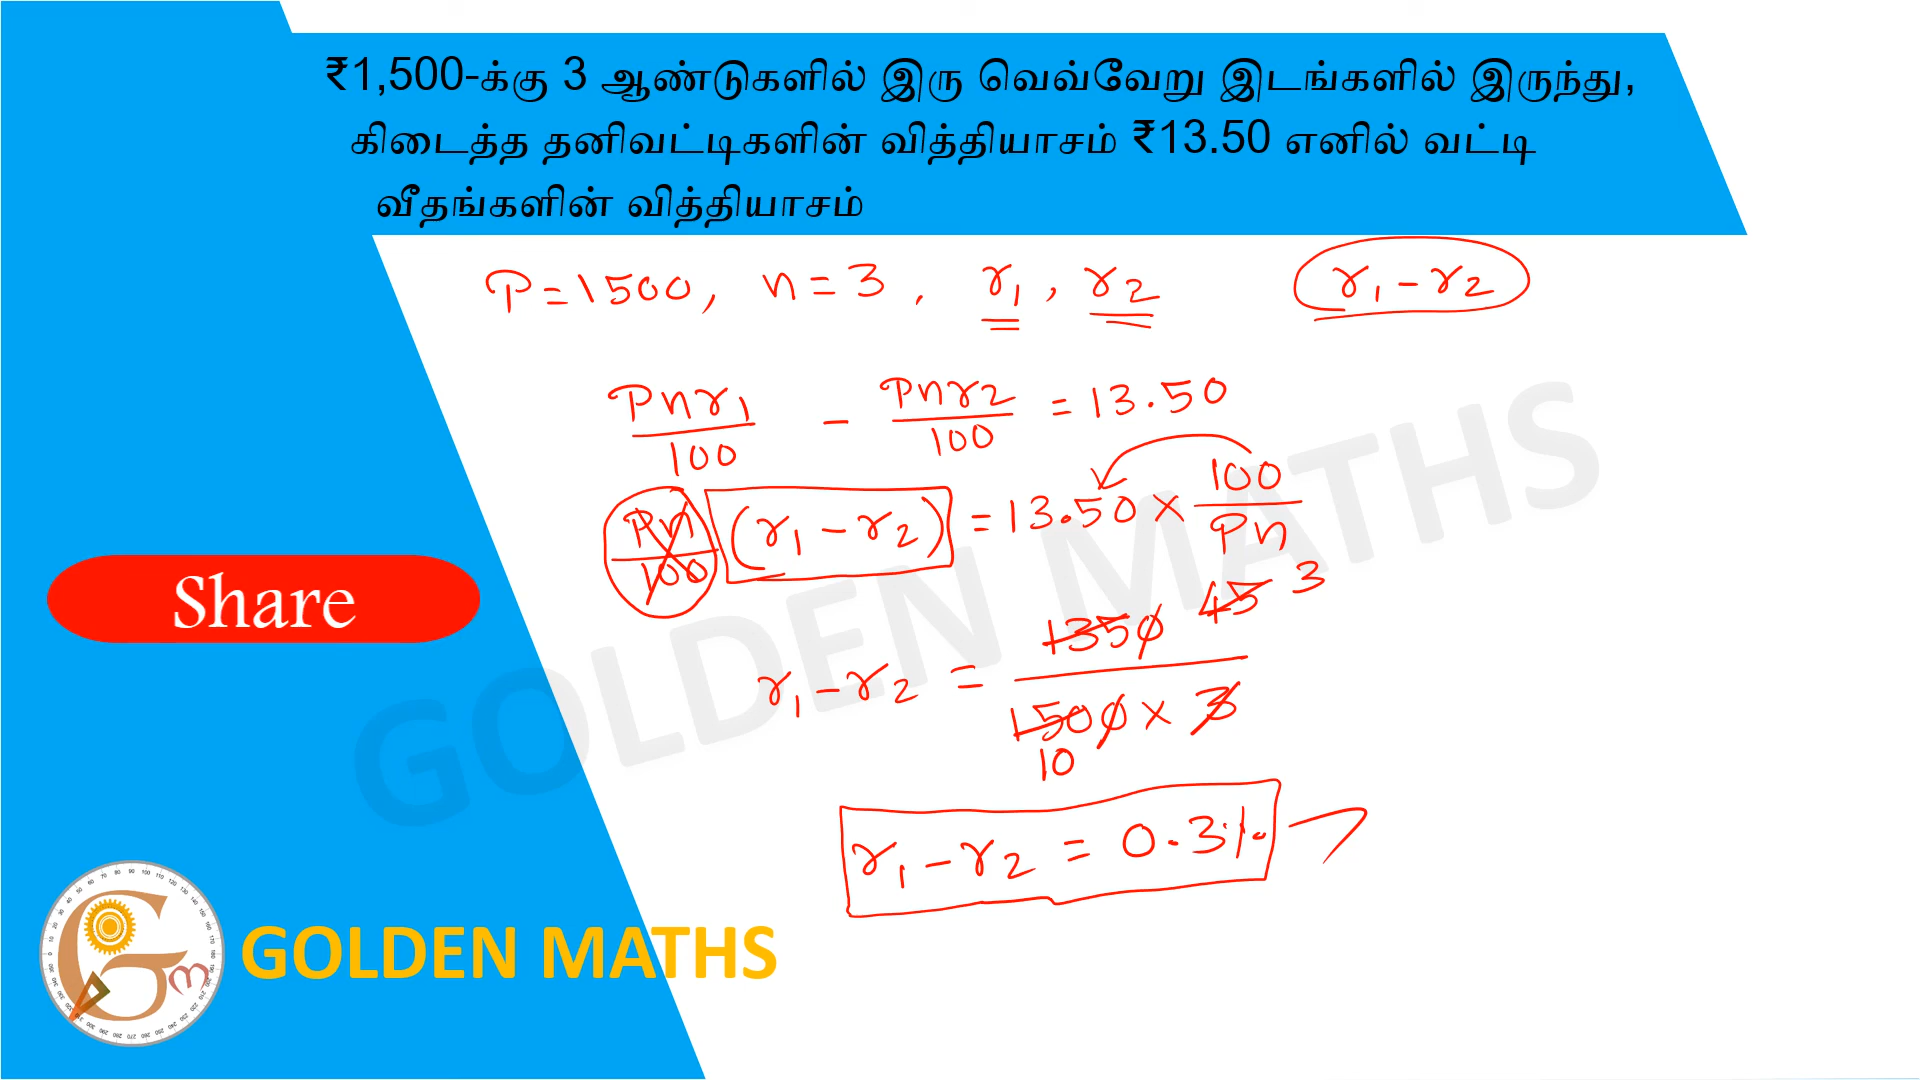 ₹1,500-க்கு 3 ஆண்டுகளில் இரு வெவ்வேறு இடங்களில் இருந்து,
கிடைத்த தனிவட்டிகளின் வித்தியாசம் ₹13.50 எனில் வட்டி
வீதங்களின் வித்தியாசம்
P = 1500, n = 3, r₁, r₂ r₁ - r₂
Pnr₁/100 - Pnr₂/100 = 13.50
Pn/100 (r₁ - r₂) = 13.50 × 100/Pn
45 3
r₁ - r₂ = 1350/1500 × 3
10
r₁ - r₂ = 0.3%
Share
GOLDEN MATHS
GOLDEN MATHS